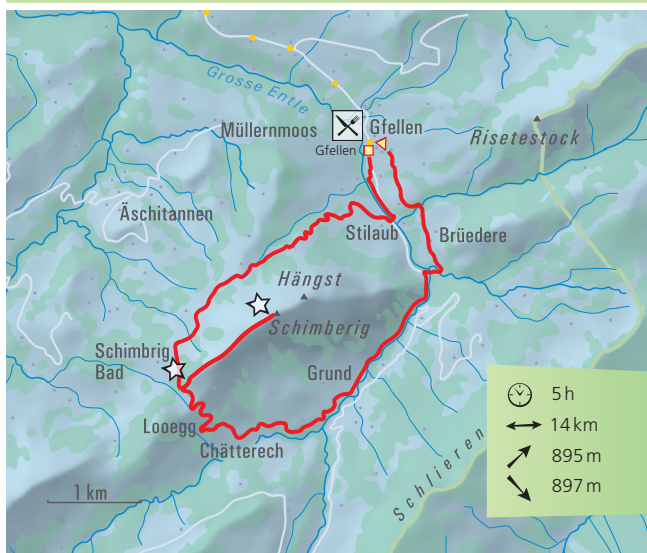 Grosse Entle
Müllernmoos
Gfellen
Gfellen
Risetestock
Äschitannen
Stilaub
Brüedere
Hängst
Schimberig
Schimbrig
Bad
Grund
Looegg
Chätterech
Schlieren
1 km
5 h
14 km
895 m
897 m